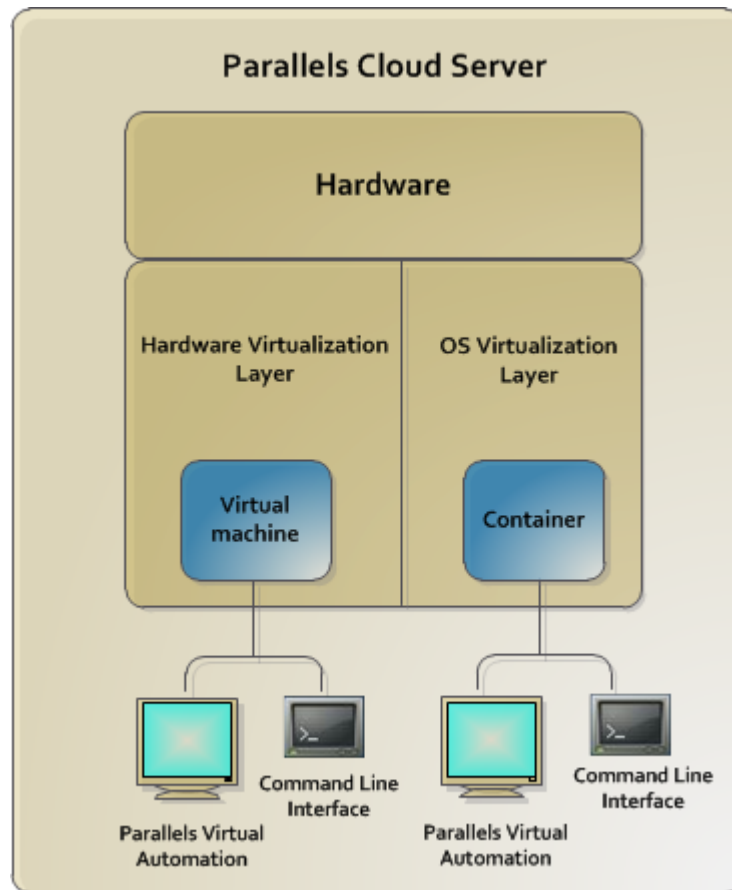 Parallels Cloud Server
Hardware
Hardware Virtualization
Layer
OS Virtualization
Layer
Virtual
machine
Container
Command Line
Interface
Parallels Virtual
Automation
Command Line
Interface
Parallels Virtual
Automation